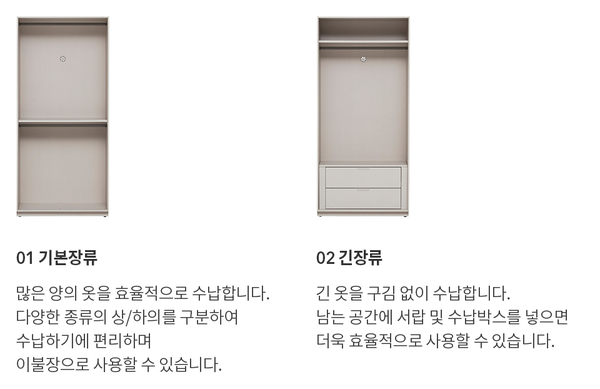 01 기본장류
많은 양의 옷을 효율적으로 수납합니다.
다양한 종류의 상/하의를 구분하여
수납하기에 편리하며
이불장으로 사용할 수 있습니다.
02 긴장류
긴 옷을 구김 없이 수납합니다.
남는 공간에 서랍 및 수납박스를 넣으면
더욱 효율적으로 사용할 수 있습니다.